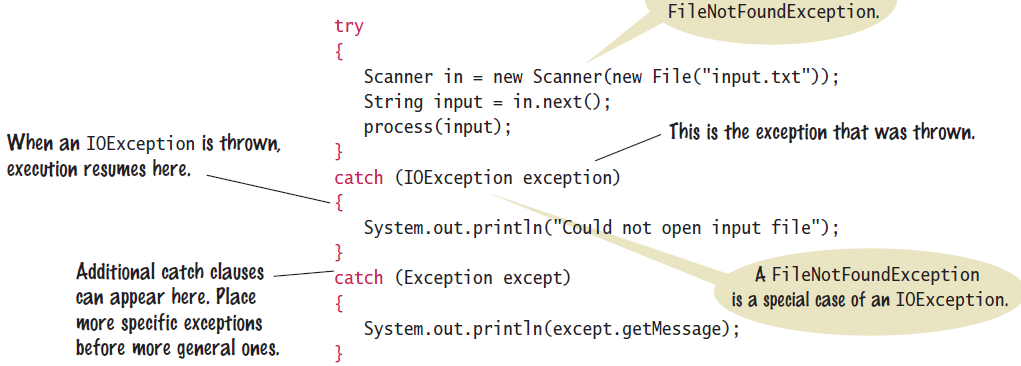 FileNotFoundException.
try
{
Scanner in = new Scanner(new File("input.txt"));
String input = in.next();
process(input);
}
This is the exception that was thrown.
When an IOException is thrown,
execution resumes here.
catch (IOException exception)
{
System.out.println("Could not open input file");
}
Additional catch clauses
can appear here. Place
more specific exceptions
before more general ones.
catch (Exception except)
{
System.out.println(except.getMessage);
}
A FileNotFoundException
is a special case of an IOException.